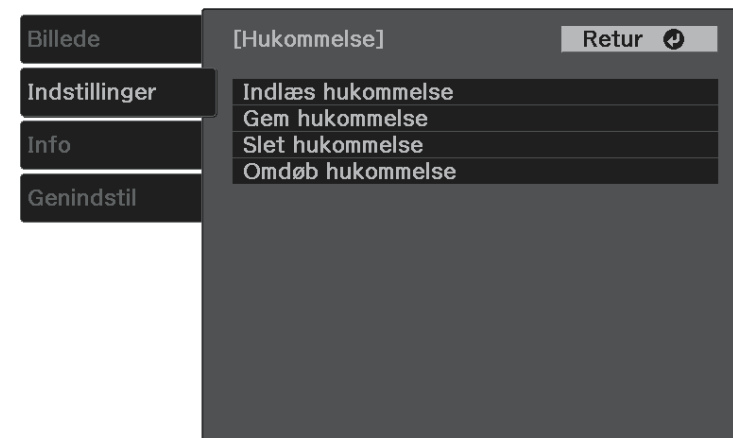 Billede
Indstillinger
Info
Genindstil
[Hukommelse]
Retur
Indlæs hukommelse
Gem hukommelse
Slet hukommelse
Omdøb hukommelse